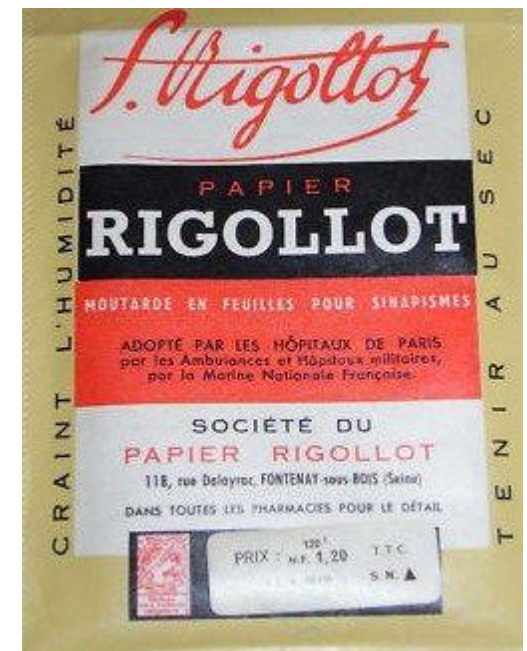 CRAINT L'HUMIDITÉ
f. Rigollot
PAPIER
RIGOLLOT
MOUTARDE EN FEUILLES POUR SINAPISMES
ADOPTÉ PAR LES HÔPITAUX DE PARIS
par les Ambulances et Hôpitaux militaires,
par la Marine Nationale Française.
SOCIÉTÉ DU
PAPIER RIGOLLOT
118, rue Dalayrac, FONTENAY-sous-BOIS (Seine)
DANS TOUTES LES PHARMACIES POUR LE DÉTAIL
120 F
PRIX : N.F. 1,20 T T C.
S.N. ▲
TENIR AU SEC